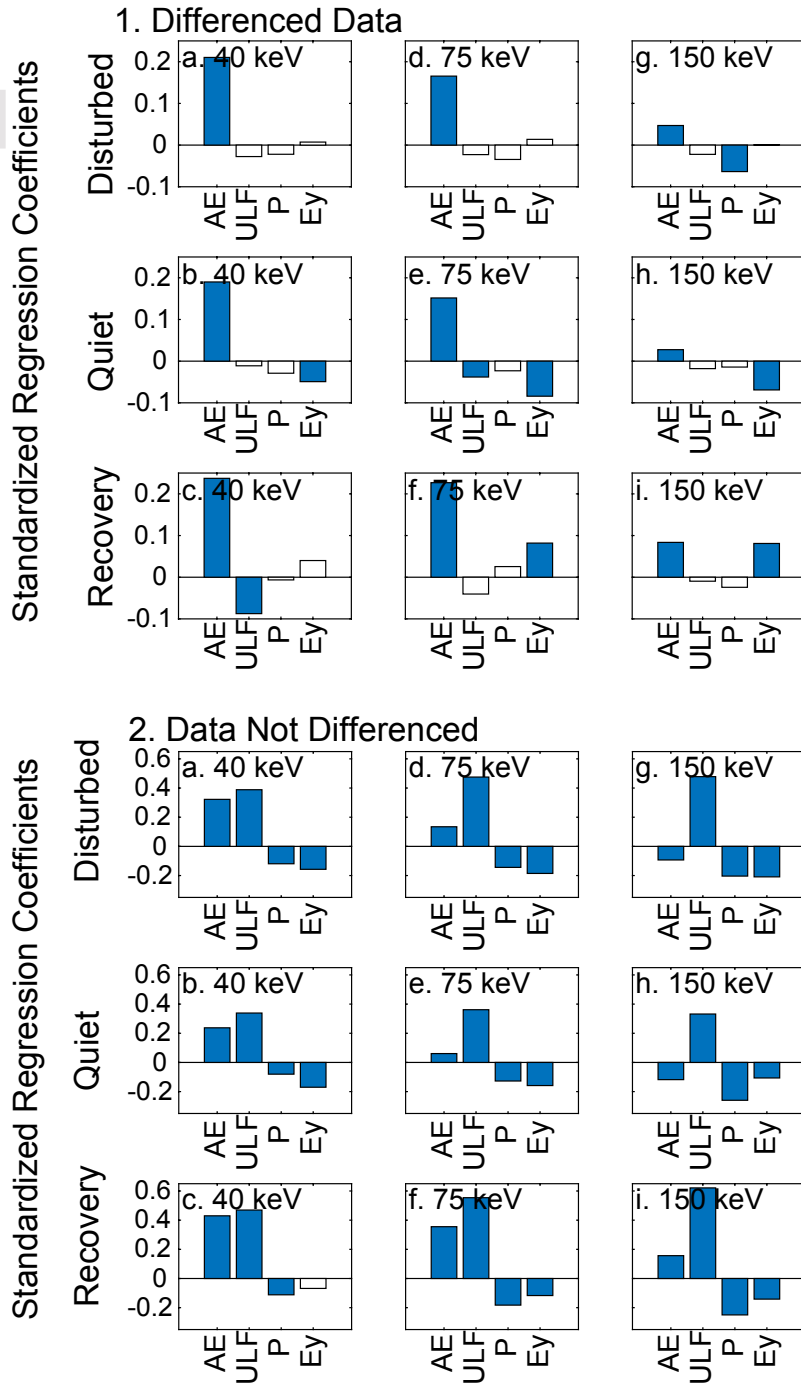 1. Differenced Data
Standardized Regression Coefficients
Disturbed
0.2
0.1
0
-0.1
a. 40 keV
AE
ULF
P
Ey
d. 75 keV
AE
ULF
P
Ey
g. 150 keV
AE
ULF
P
Ey
Quiet
0.2
0.1
0
-0.1
b. 40 keV
AE
ULF
P
Ey
e. 75 keV
AE
ULF
P
Ey
h. 150 keV
AE
ULF
P
Ey
Recovery
0.2
0.1
0
-0.1
c. 40 keV
AE
ULF
P
Ey
f. 75 keV
AE
ULF
P
Ey
i. 150 keV
AE
ULF
P
Ey
2. Data Not Differenced
Standardized Regression Coefficients
Disturbed
0.6
0.4
0.2
0
-0.2
a. 40 keV
AE
ULF
P
Ey
d. 75 keV
AE
ULF
P
Ey
g. 150 keV
AE
ULF
P
Ey
Quiet
0.6
0.4
0.2
0
-0.2
b. 40 keV
AE
ULF
P
Ey
e. 75 keV
AE
ULF
P
Ey
h. 150 keV
AE
ULF
P
Ey
Recovery
0.6
0.4
0.2
0
-0.2
c. 40 keV
AE
ULF
P
Ey
f. 75 keV
AE
ULF
P
Ey
i. 150 keV
AE
ULF
P
Ey